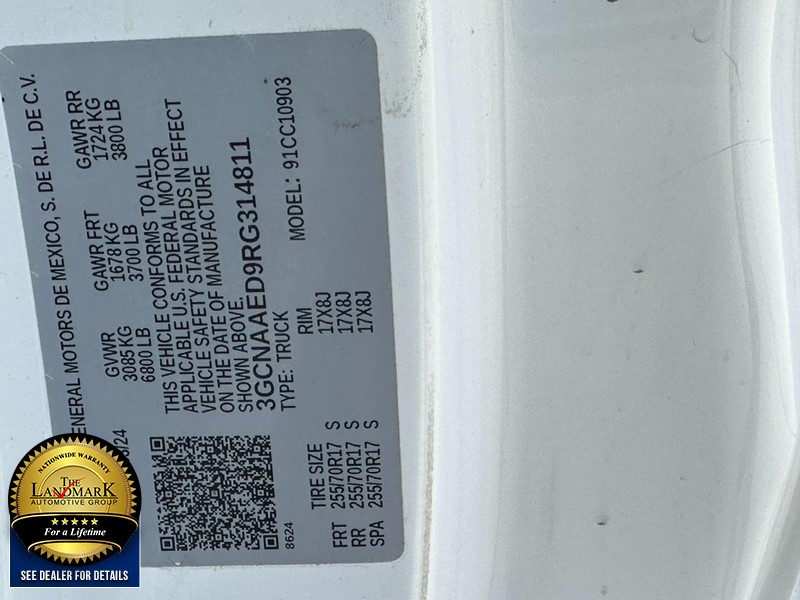 GENERAL MOTORS DE MEXICO, S. DE R.L. DE C.V.
/24
GVWR GAWR FRT GAWR RR
3085 KG 1678 KG 1724 KG
6800 LB 3700 LB 3800 LB
THIS VEHICLE CONFORMS TO ALL
APPLICABLE U.S. FEDERAL MOTOR
VEHICLE SAFETY STANDARDS IN EFFECT
ON THE DATE OF MANUFACTURE
SHOWN ABOVE.
3GCNAAED9RG314811
TYPE: TRUCK MODEL: 91CC10903
8624
TIRE SIZE RIM
FRT 255/70R17 S 17X8J
RR 255/70R17 S 17X8J
SPA 255/70R17 S 17X8J
NATIONWIDE WARRANTY
THE
LANDMARK
AUTOMOTIVE GROUP
For a Lifetime
SEE DEALER FOR DETAILS